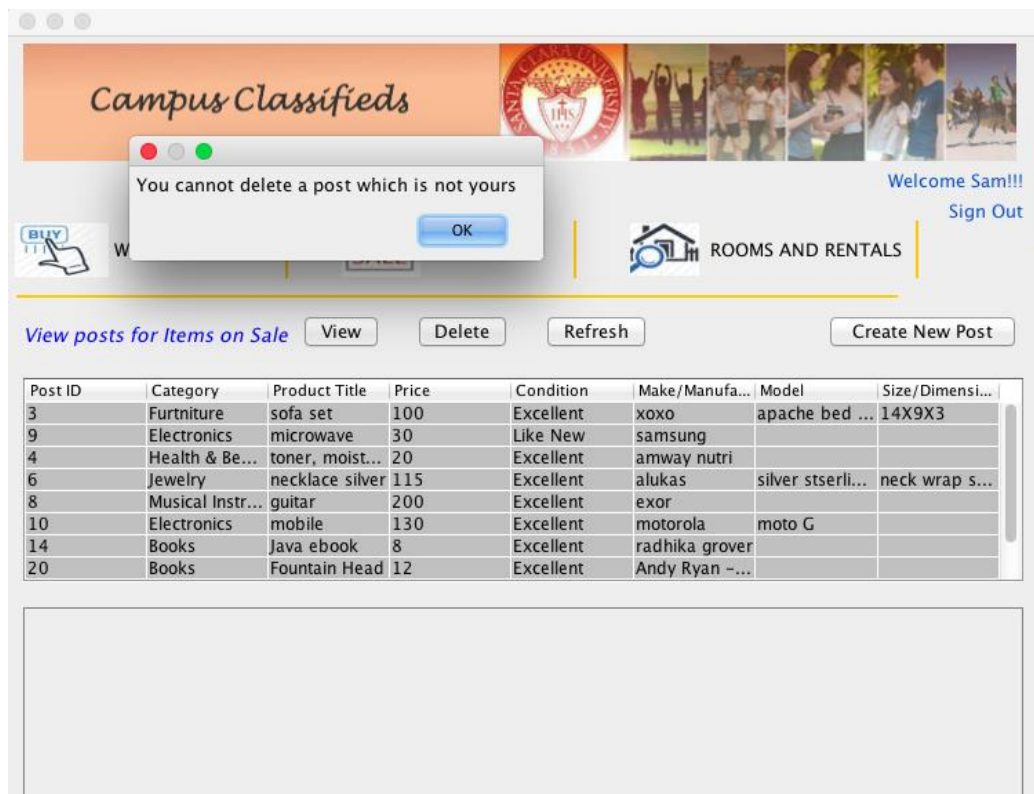 Campus Classifieds
SANTA CLARA UNIVERSITY
IHS
You cannot delete a post which is not yours
OK
Welcome Sam!!!
Sign Out
BUY
W
SALE
ROOMS AND RENTALS
View posts for Items on Sale View Delete Refresh Create New Post
Post ID Category Product Title Price Condition Make/Manufa... Model Size/Dimensi...
3 Furtniture sofa set 100 Excellent xoxo apache bed ... 14X9X3
9 Electronics microwave 30 Like New samsung
4 Health & Be... toner, moist... 20 Excellent amway nutri
6 Jewelry necklace silver 115 Excellent alukas silver stserli... neck wrap s...
8 Musical Instr... guitar 200 Excellent exor
10 Electronics mobile 130 Excellent motorola moto G
14 Books Java ebook 8 Excellent radhika grover
20 Books Fountain Head 12 Excellent Andy Ryan -...